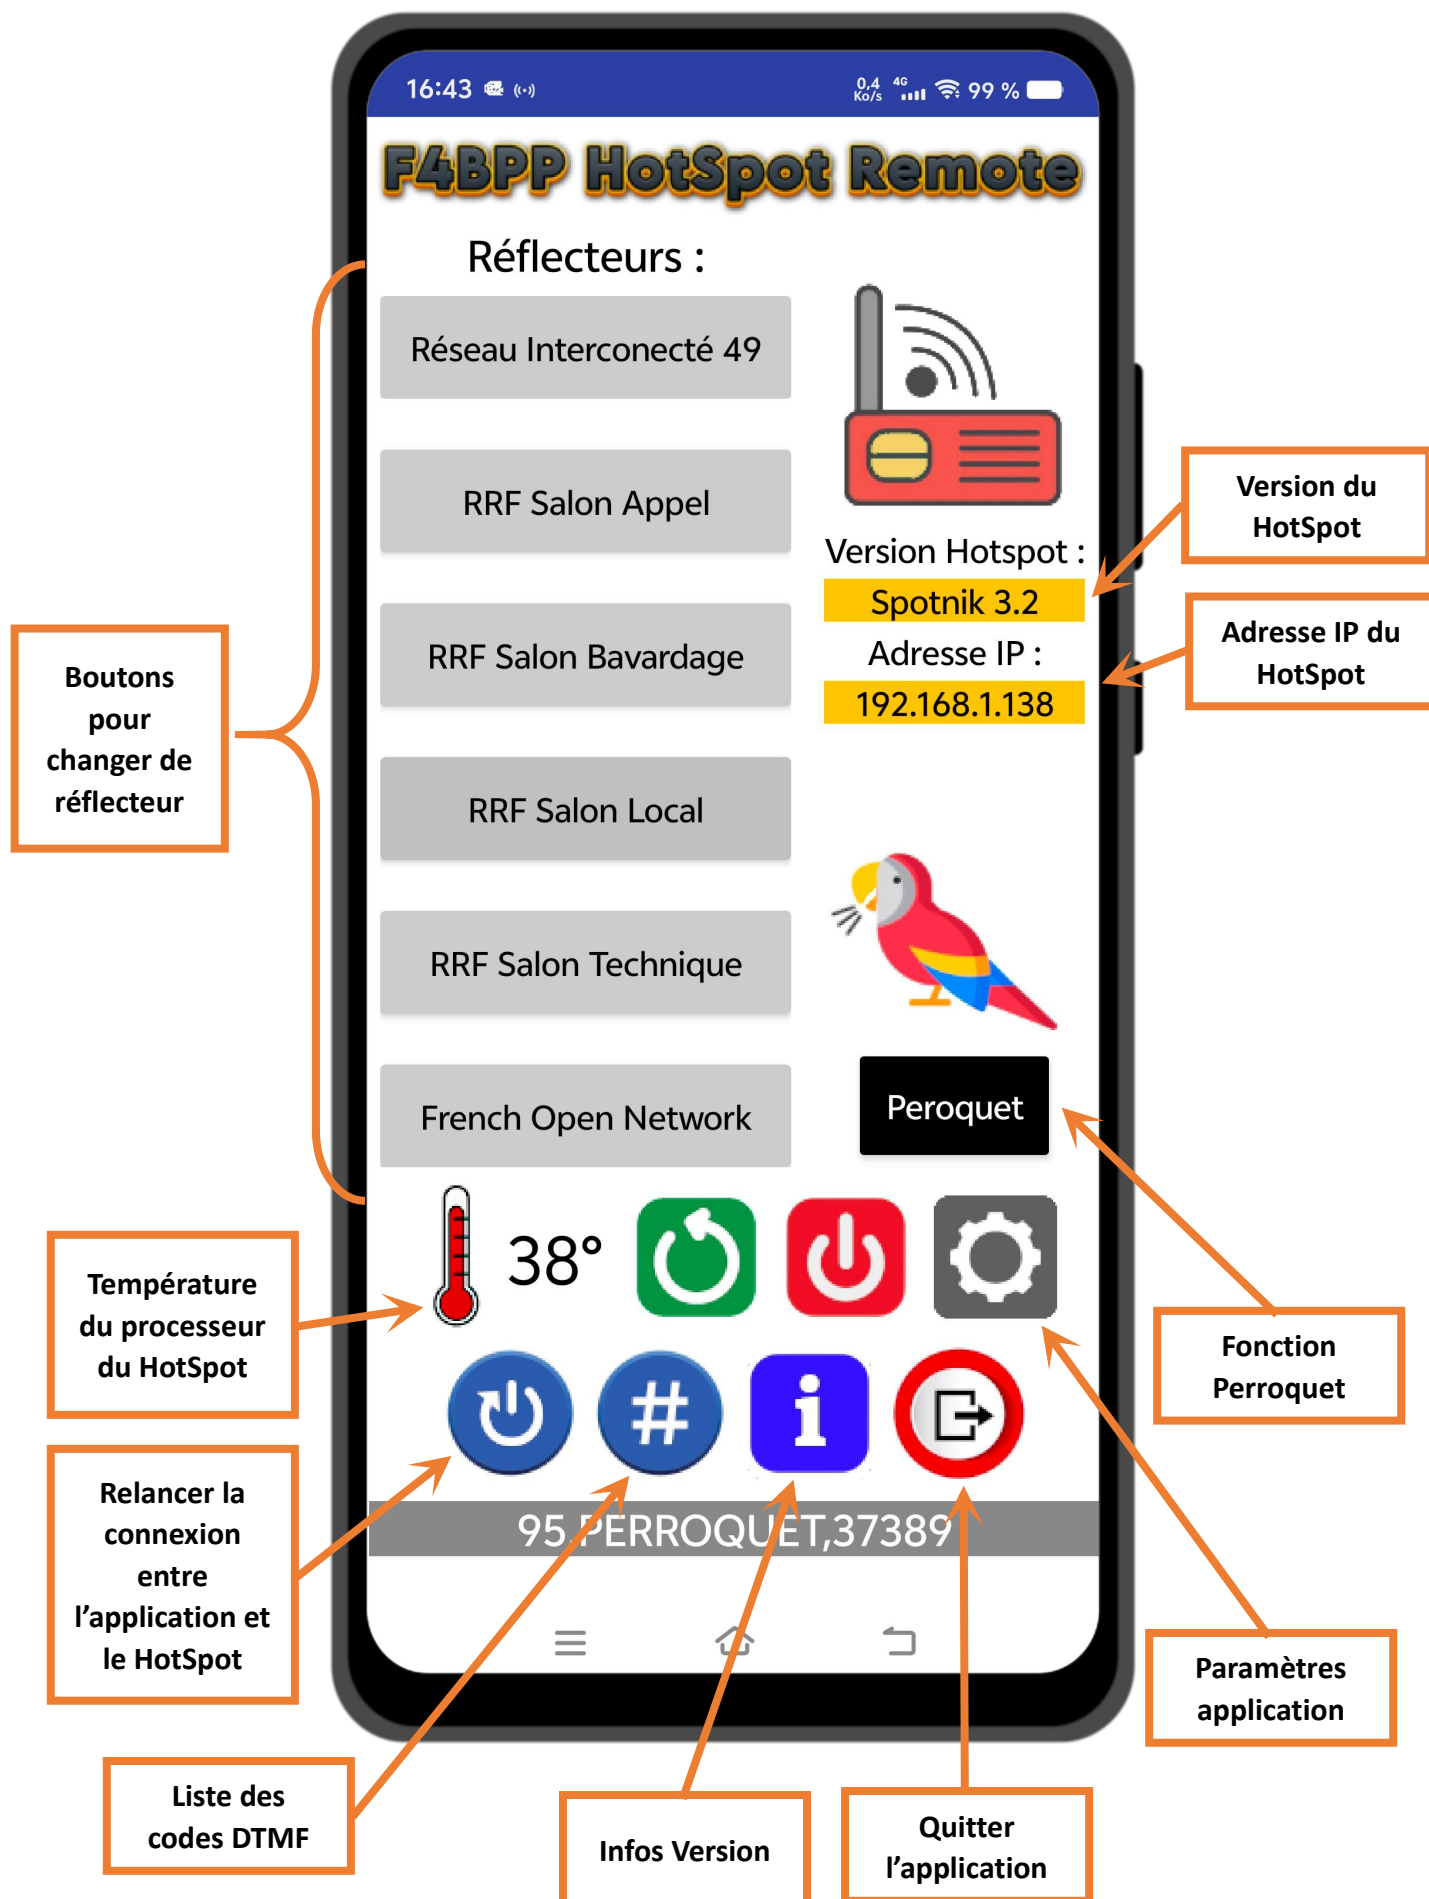 16:43
0,4 Ko/s 4G 99 %
F4BPP HotSpot Remote
Réflecteurs :
Réseau Interconecté 49
RRF Salon Appel
RRF Salon Bavardage
RRF Salon Local
RRF Salon Technique
French Open Network
Version Hotspot :
Spotnik 3.2
Adresse IP :
192.168.1.138
Peroquet
38°
#
i
95,PERROQUET,37389
Version du
HotSpot
Adresse IP du
HotSpot
Boutons
pour
changer de
réflecteur
Température
du processeur
du HotSpot
Fonction
Perroquet
Relancer la
connexion
entre
l’application et
le HotSpot
Paramètres
application
Liste des
codes DTMF
Infos Version
Quitter
l’application